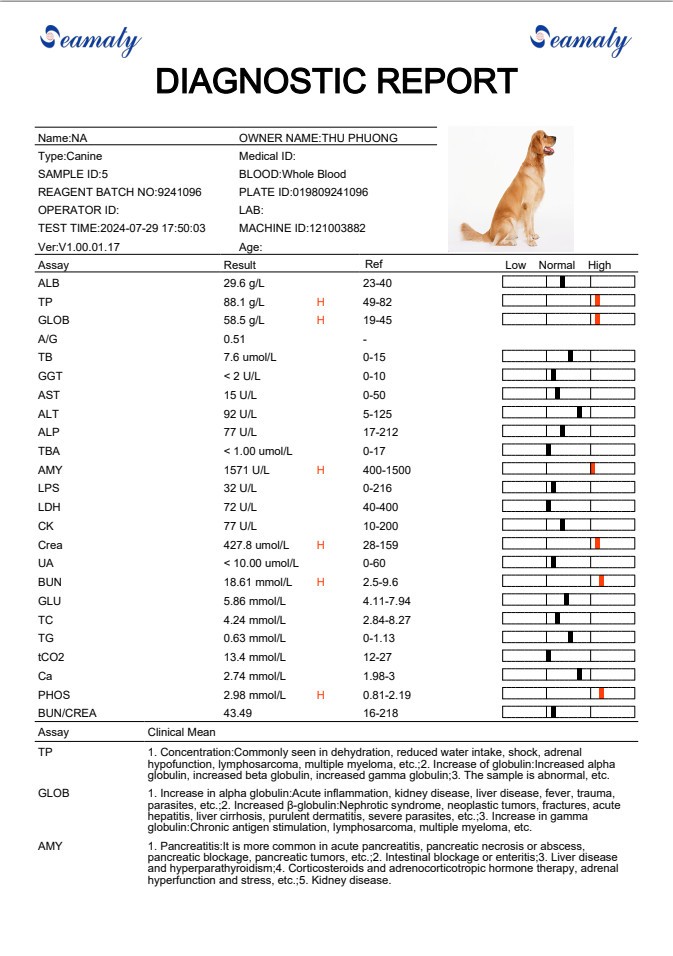 Seamaty Seamaty
DIAGNOSTIC REPORT
Name:NA OWNER NAME:THU PHUONG
Type:Canine Medical ID:
SAMPLE ID:5 BLOOD:Whole Blood
REAGENT BATCH NO:9241096 PLATE ID:019809241096
OPERATOR ID: LAB:
TEST TIME:2024-07-29 17:50:03 MACHINE ID:121003882
Ver:V1.00.01.17 Age:
Assay Result Ref Low Normal High
ALB 29.6 g/L 23-40
TP 88.1 g/L H 49-82
GLOB 58.5 g/L H 19-45
A/G 0.51 -
TB 7.6 umol/L 0-15
GGT < 2 U/L 0-10
AST 15 U/L 0-50
ALT 92 U/L 5-125
ALP 77 U/L 17-212
TBA < 1.00 umol/L 0-17
AMY 1571 U/L H 400-1500
LPS 32 U/L 0-216
LDH 72 U/L 40-400
CK 77 U/L 10-200
Crea 427.8 umol/L H 28-159
UA < 10.00 umol/L 0-60
BUN 18.61 mmol/L H 2.5-9.6
GLU 5.86 mmol/L 4.11-7.94
TC 4.24 mmol/L 2.84-8.27
TG 0.63 mmol/L 0-1.13
tCO2 13.4 mmol/L 12-27
Ca 2.74 mmol/L 1.98-3
PHOS 2.98 mmol/L H 0.81-2.19
BUN/CREA 43.49 16-218
Assay Clinical Mean
TP 1. Concentration:Commonly seen in dehydration, reduced water intake, shock, adrenal
hypofunction, lymphosarcoma, multiple myeloma, etc.;2. Increase of globulin:Increased alpha
globulin, increased beta globulin, increased gamma globulin;3. The sample is abnormal, etc.
GLOB 1. Increase in alpha globulin:Acute inflammation, kidney disease, liver disease, fever, trauma,
parasites, etc.;2. Increased β-globulin:Nephrotic syndrome, neoplastic tumors, fractures, acute
hepatitis, liver cirrhosis, purulent dermatitis, severe parasites, etc.;3. Increase in gamma
globulin:Chronic antigen stimulation, lymphosarcoma, multiple myeloma, etc.
AMY 1. Pancreatitis:It is more common in acute pancreatitis, pancreatic necrosis or abscess,
pancreatic blockage, pancreatic tumors, etc.;2. Intestinal blockage or enteritis;3. Liver disease
and hyperparathyroidism;4. Corticosteroids and adrenocorticotropic hormone therapy, adrenal
hyperfunction and stress, etc.;5. Kidney disease.